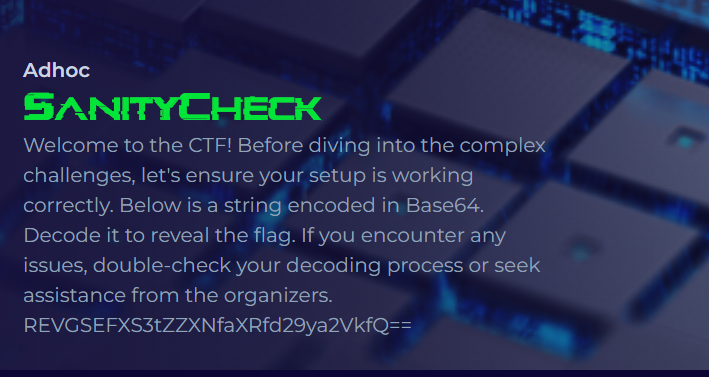 Adhoc
SanityCheck
Welcome to the CTF! Before diving into the complex
challenges, let's ensure your setup is working
correctly. Below is a string encoded in Base64.
Decode it to reveal the flag. If you encounter any
issues, double-check your decoding process or seek
assistance from the organizers.
REVGSEFXS3tZZXNfaXRfd29ya2VkfQ==